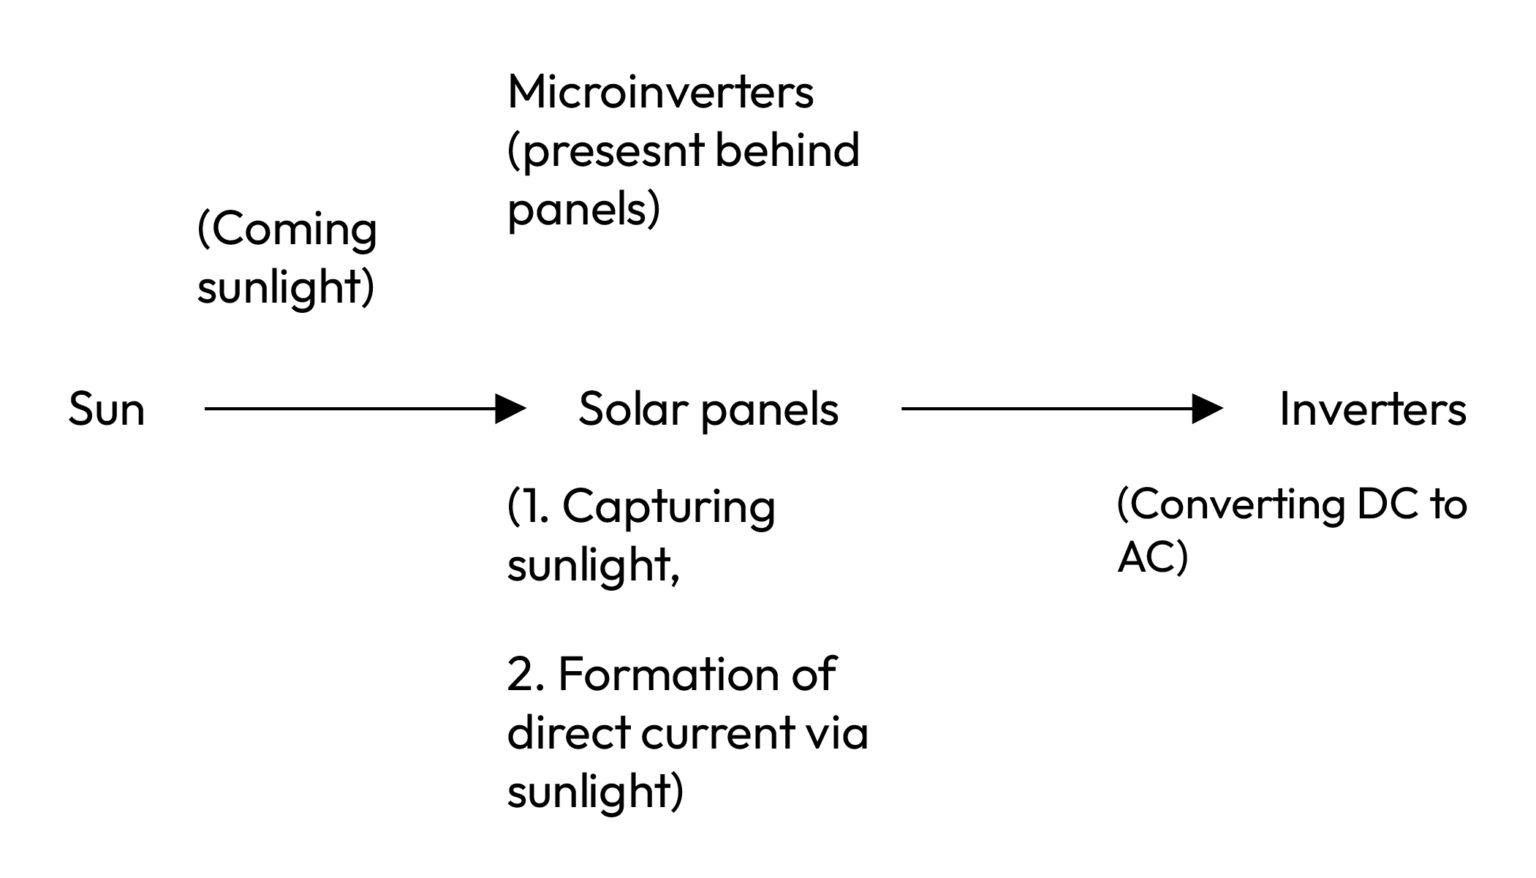 Microinverters
(presesnt behind
panels)
(Coming
sunlight)
Sun
Solar panels
Inverters
(1. Capturing
sunlight,
2. Formation of
direct current via
sunlight)
(Converting DC to
AC)